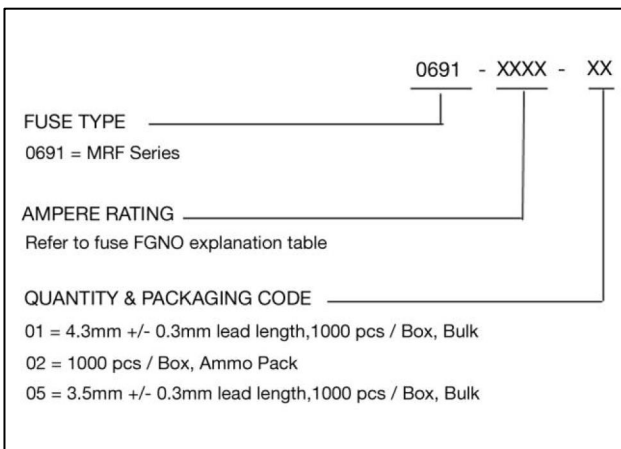 0691 - XXXX - XX
FUSE TYPE
0691 = MRF Series
AMPERE RATING
Refer to fuse FGNO explanation table
QUANTITY & PACKAGING CODE
01 = 4.3mm +/- 0.3mm lead length,1000 pcs / Box, Bulk
02 = 1000 pcs / Box, Ammo Pack
05 = 3.5mm +/- 0.3mm lead length,1000 pcs / Box, Bulk